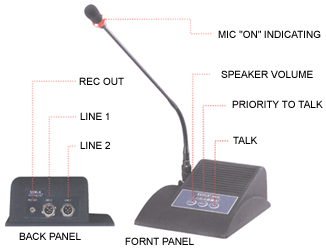 MIC "ON" INDICATING
SPEAKER VOLUME
REC OUT
PRIORITY TO TALK
LINE 1
TALK
LINE 2
BACK PANEL
FORNT PANEL